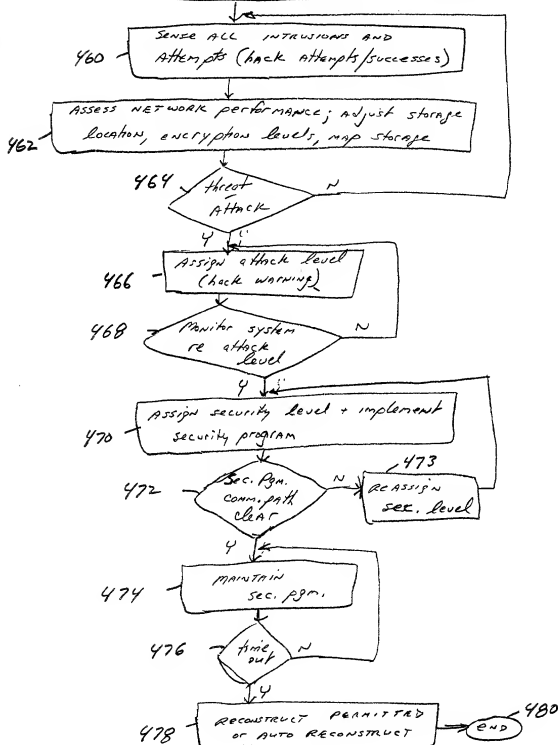 460
SENSE ALL INTRUSIONS AND
Attempts (hack Attempts/successes)
462
ASSESS NETWORK performance; adjust storage
location, encryption levels, map storage
464
threat
ATTACK
N
Y
466
Assign attack level
(hack WARNING)
468
Monitor system
re attack
level
N
Y
470
Assign security level + implement
security program
472
Sec. Pgm.
comm. path
clear
N
473
REASSIGN
sec. level
Y
474
MAINTAIN
sec. pgm.
476
time
out
N
Y
478
RECONSTRUCT PERMITTED
or AUTO RECONSTRUCT
480
END